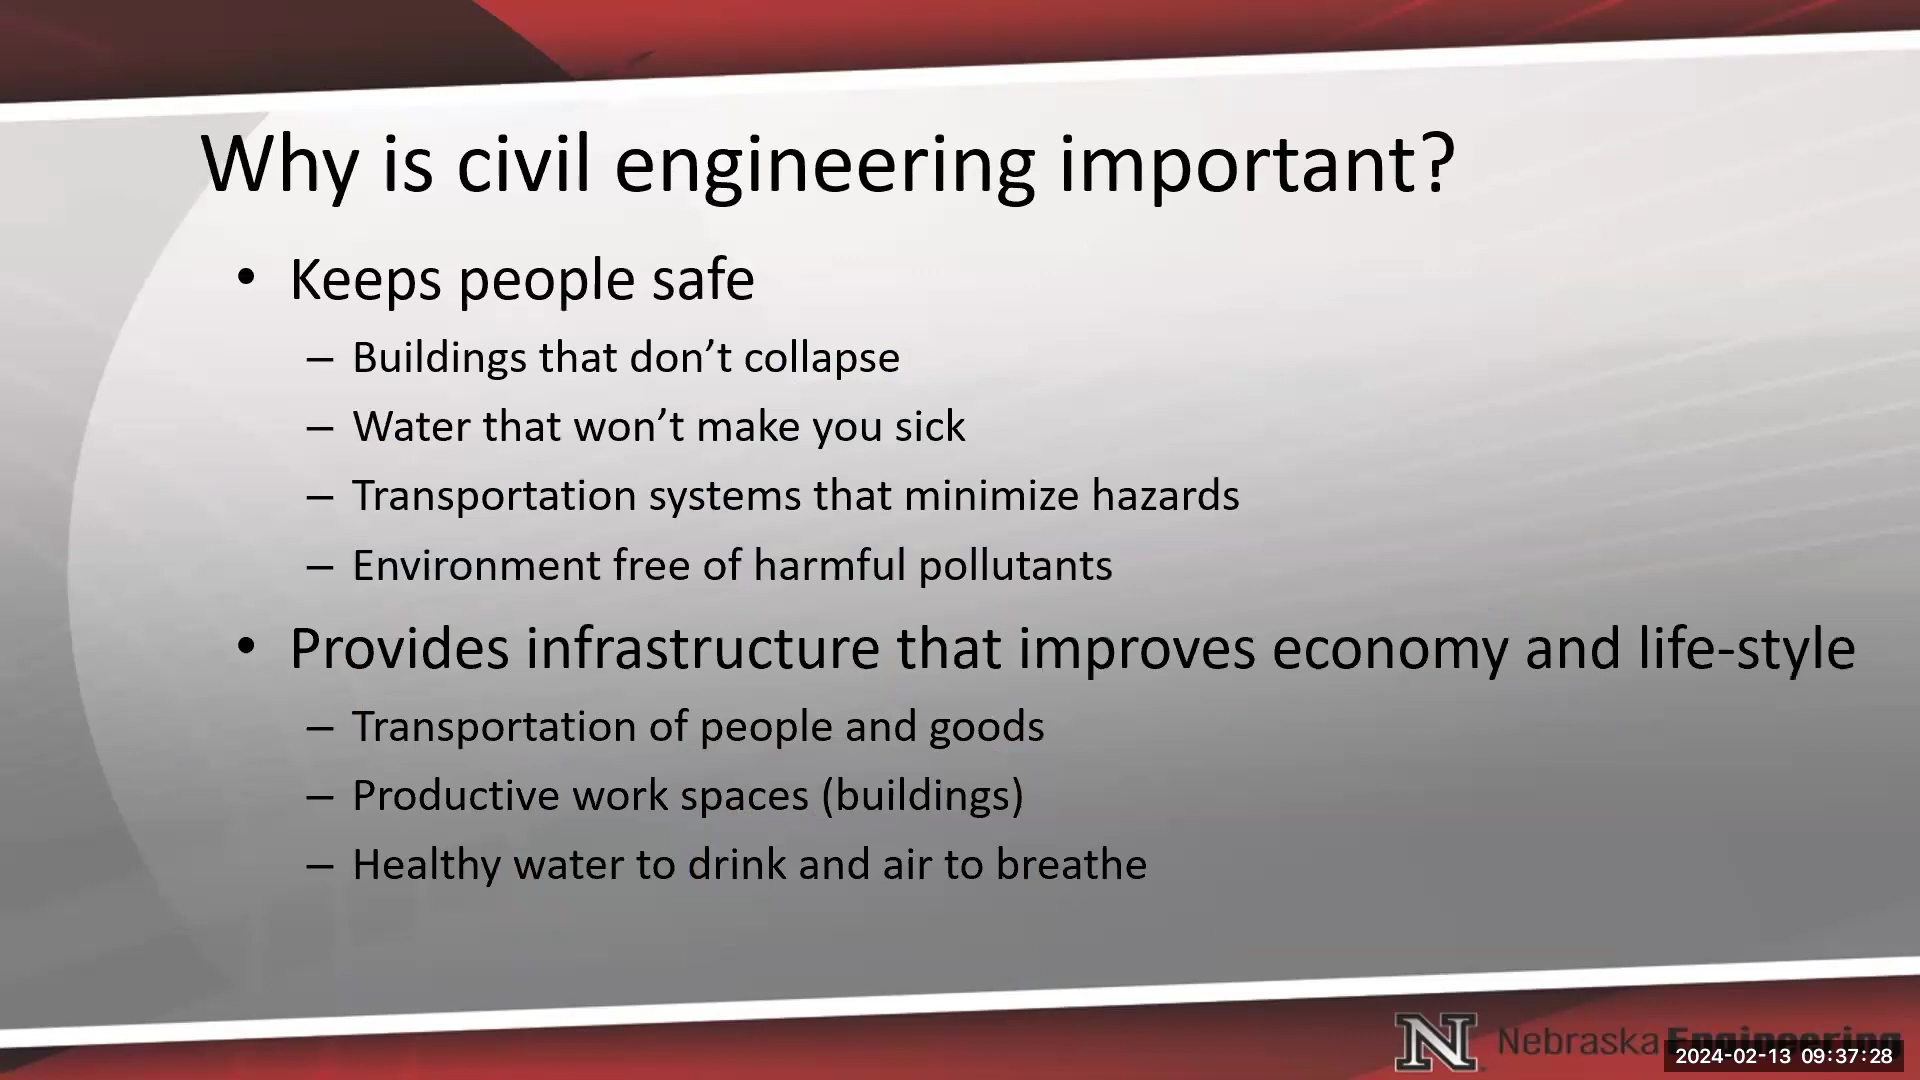 Why is civil engineering important?
• Keeps people safe
– Buildings that don’t collapse
– Water that won’t make you sick
– Transportation systems that minimize hazards
– Environment free of harmful pollutants
• Provides infrastructure that improves economy and life-style
– Transportation of people and goods
– Productive work spaces (buildings)
– Healthy water to drink and air to breathe
N Nebraska Engineering
2024-02-13 09:37:28